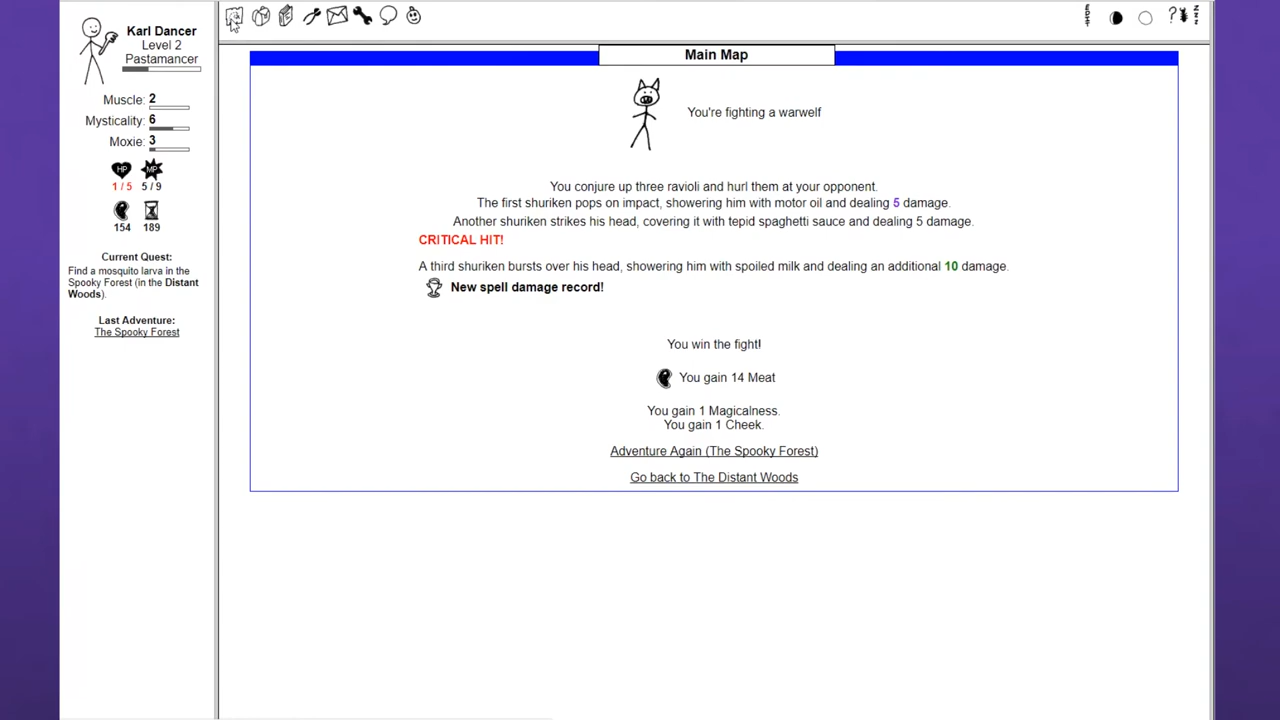 Karl Dancer
Level 2
Pastamancer
Muscle: 2
Mysticality: 6
Moxie: 3
HP MP
1 / 5 5 / 9
154 189
Current Quest:
Find a mosquito larva in the
Spooky Forest (in the Distant
Woods).
Last Adventure:
The Spooky Forest
Main Map
You're fighting a warwelf
You conjure up three ravioli and hurl them at your opponent.
The first shuriken pops on impact, showering him with motor oil and dealing 5 damage.
Another shuriken strikes his head, covering it with tepid spaghetti sauce and dealing 5 damage.
CRITICAL HIT!
A third shuriken bursts over his head, showering him with spoiled milk and dealing an additional 10 damage.
New spell damage record!
You win the fight!
You gain 14 Meat
You gain 1 Magicalness.
You gain 1 Cheek.
Adventure Again (The Spooky Forest)
Go back to The Distant Woods